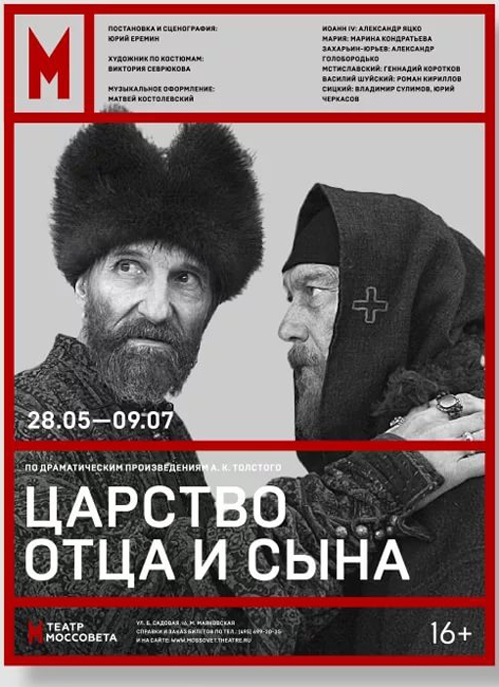 М
ПОСТАНОВКА И СЦЕНОГРАФИЯ:
ЮРИЙ ЕРЕМИН
ХУДОЖНИК ПО КОСТЮМАМ:
ВИКТОРИЯ СЕВРЮКОВА
МУЗЫКАЛЬНОЕ ОФОРМЛЕНИЕ:
МАТВЕЙ КОСТОЛЕВСКИЙ
ИОАНН IV: АЛЕКСАНДР ЯЦКО
МАРИЯ: МАРИНА КОНДРАТЬЕВА
ЗАХАРЬИН-ЮРЬЕВ: АЛЕКСАНДР
ГОЛОБОРОДЬКО
МСТИСЛАВСКИЙ: ГЕННАДИЙ КОРОТКОВ
ВАСИЛИЙ ШУЙСКИЙ: РОМАН КИРИЛЛОВ
СИЦКИЙ: ВЛАДИМИР СУЛИМОВ, ЮРИЙ
ЧЕРКАСОВ
28.05—09.07
ПО ДРАМАТИЧЕСКИМ ПРОИЗВЕДЕНИЯМ А. К. ТОЛСТОГО
ЦАРСТВО
ОТЦА И СЫНА
М ТЕАТР
МОССОВЕТА
УЛ. Б. САДОВАЯ 16, М. МАЯКОВСКАЯ
СПРАВКИ И ЗАКАЗ БИЛЕТОВ ПО ТЕЛ.: (495) 699-20-35
И НА САЙТЕ: WWW.MOSSOVET.THEATRE.RU
16+